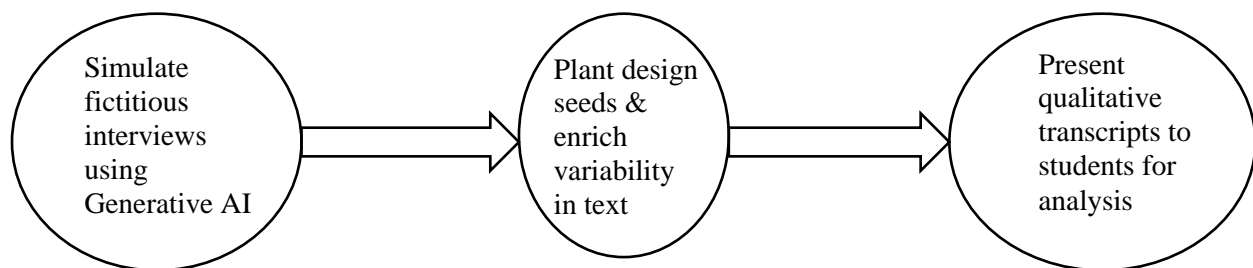 Simulate
fictitious
interviews
using
Generative AI
Plant design
seeds &
enrich
variability
in text
Present
qualitative
transcripts to
students for
analysis